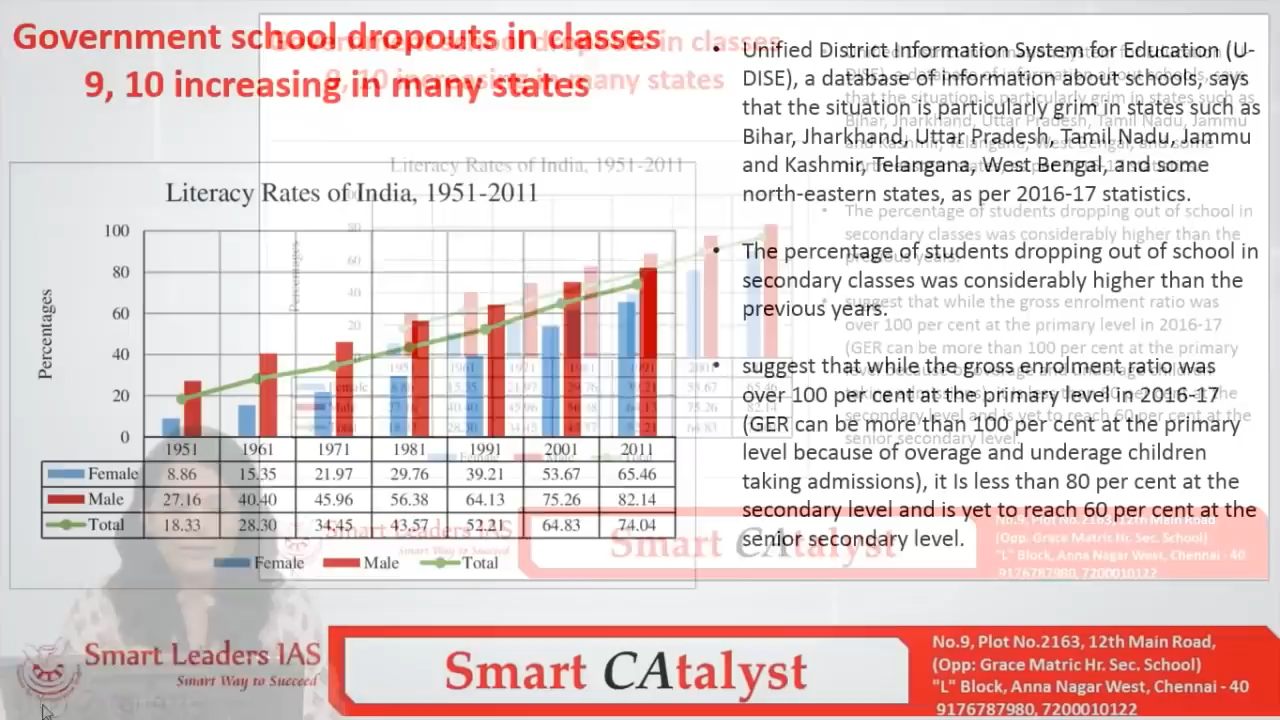 Government school dropouts in classes
9, 10 increasing in many states
Literacy Rates of India, 1951-2011
Percentages
100
80
60
40
20
0
1951 1961 1971 1981 1991 2001 2011
Female 8.86 15.35 21.97 29.76 39.21 53.67 65.46
Male 27.16 40.40 45.96 56.38 64.13 75.26 82.14
Total 18.33 28.30 34.45 43.57 52.21 64.83 74.04
Female Male Total
• Unified District Information System for Education (U-
DISE), a database of information about schools, says
that the situation is particularly grim in states such as
Bihar, Jharkhand, Uttar Pradesh, Tamil Nadu, Jammu
and Kashmir, Telangana, West Bengal, and some
north-eastern states, as per 2016-17 statistics.
• The percentage of students dropping out of school in
secondary classes was considerably higher than the
previous years.
• suggest that while the gross enrolment ratio was
over 100 per cent at the primary level in 2016-17
(GER can be more than 100 per cent at the primary
level because of overage and underage children
taking admissions), it Is less than 80 per cent at the
secondary level and is yet to reach 60 per cent at the
senior secondary level.
Smart Leaders IAS
Smart Way to Succeed
Smart CAtalyst
No.9, Plot No.2163, 12th Main Road,
(Opp: Grace Matric Hr. Sec. School)
"L" Block, Anna Nagar West, Chennai - 40
9176787980, 7200010122